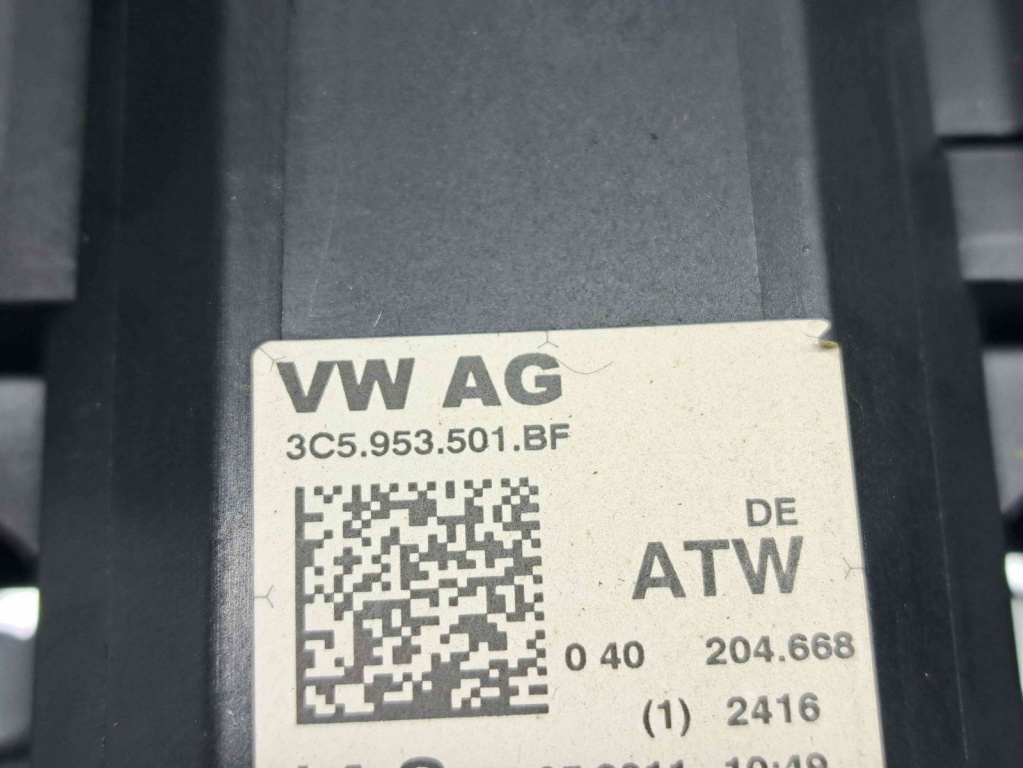 VW AG
3C5.953.501.BF
DE
ATW
0 40 204.668
(1) 2416